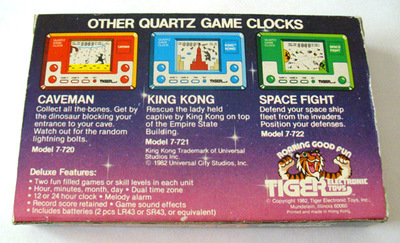 OTHER QUARTZ GAME CLOCKS
CAVEMAN
Collect all the bones. Get by
the dinosaur blocking your
entrance to your cave.
Watch out for the random
lightning bolts.
Model 7-720
KING KONG
Rescue the lady held
captive by King Kong on top
of the Empire State
Building.
Model 7-721
King Kong Trademark of Universal
Studios Inc.
© 1982 Universal City Studios, Inc.
SPACE FIGHT
Defend your space ship
fleet from the invaders.
Position your defenses.
Model 7-722
Deluxe Features:
• Two fun filled games or skill levels in each unit
• Hour, minutes, month, day • Dual time zone
• 12 or 24 hour clock • Melody alarm
• Record score retained • Game sound effects
• Includes batteries (2 pcs LR43 or SR43, or equivalent)
ROARING GOOD FUN
TIGER ELECTRONIC
TOYS
© Copyright 1982, Tiger Electronic Toys, Inc.
Mundelein, Illinois 60060
Printed and made in Hong Kong.